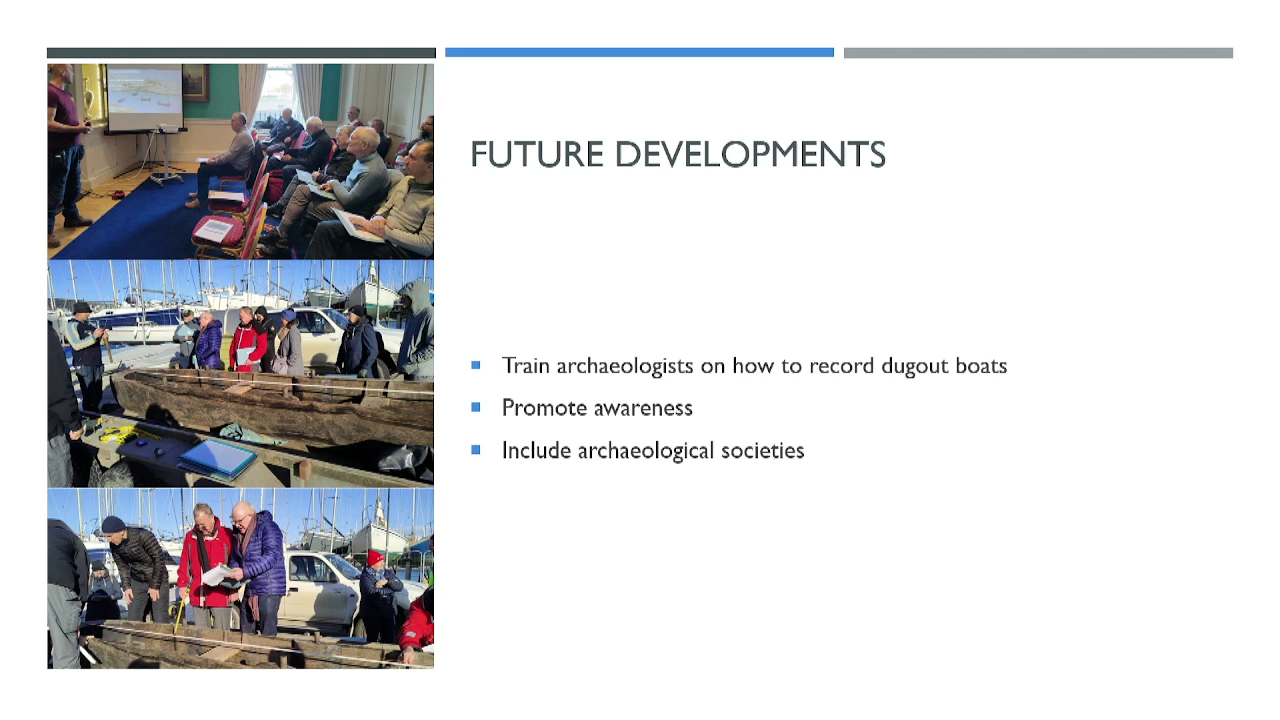 FUTURE DEVELOPMENTS
Train archaeologists on how to record dugout boats
Promote awareness
Include archaeological societies